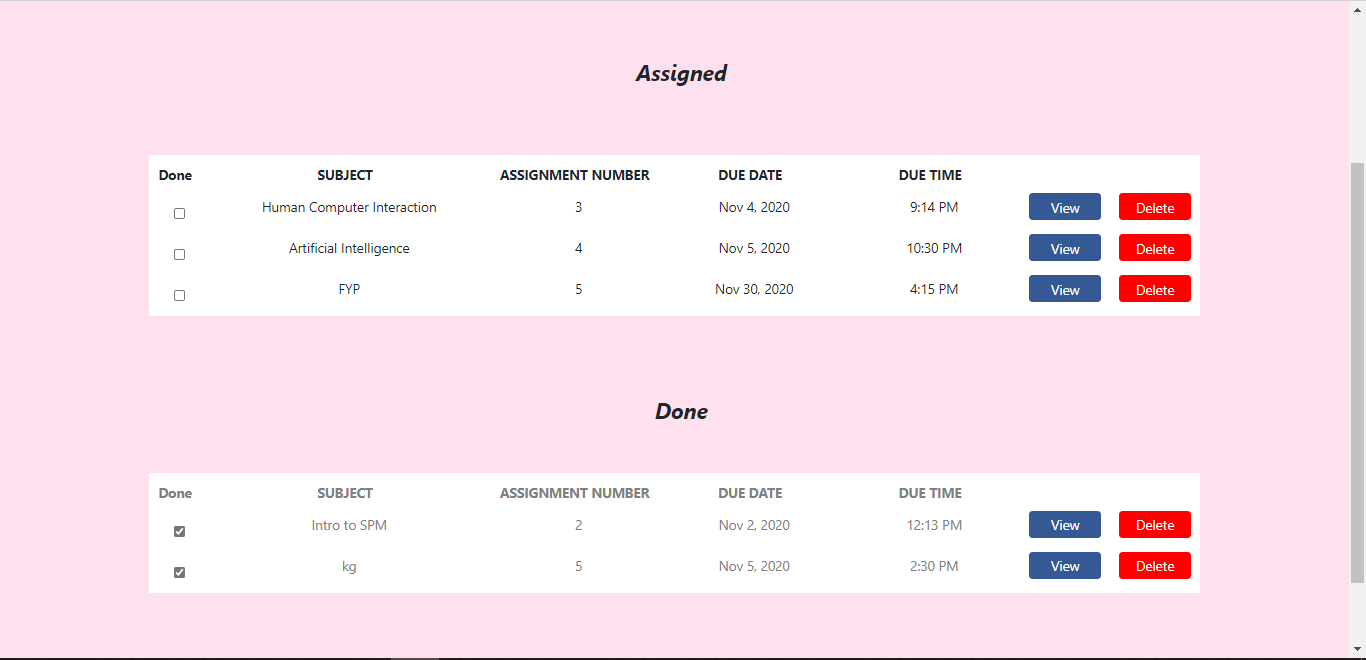 Assigned
Done SUBJECT ASSIGNMENT NUMBER DUE DATE DUE TIME
Human Computer Interaction 3 Nov 4, 2020 9:14 PM View Delete
Artificial Intelligence 4 Nov 5, 2020 10:30 PM View Delete
FYP 5 Nov 30, 2020 4:15 PM View Delete
Done
Done SUBJECT ASSIGNMENT NUMBER DUE DATE DUE TIME
Intro to SPM 2 Nov 2, 2020 12:13 PM View Delete
kg 5 Nov 5, 2020 2:30 PM View Delete